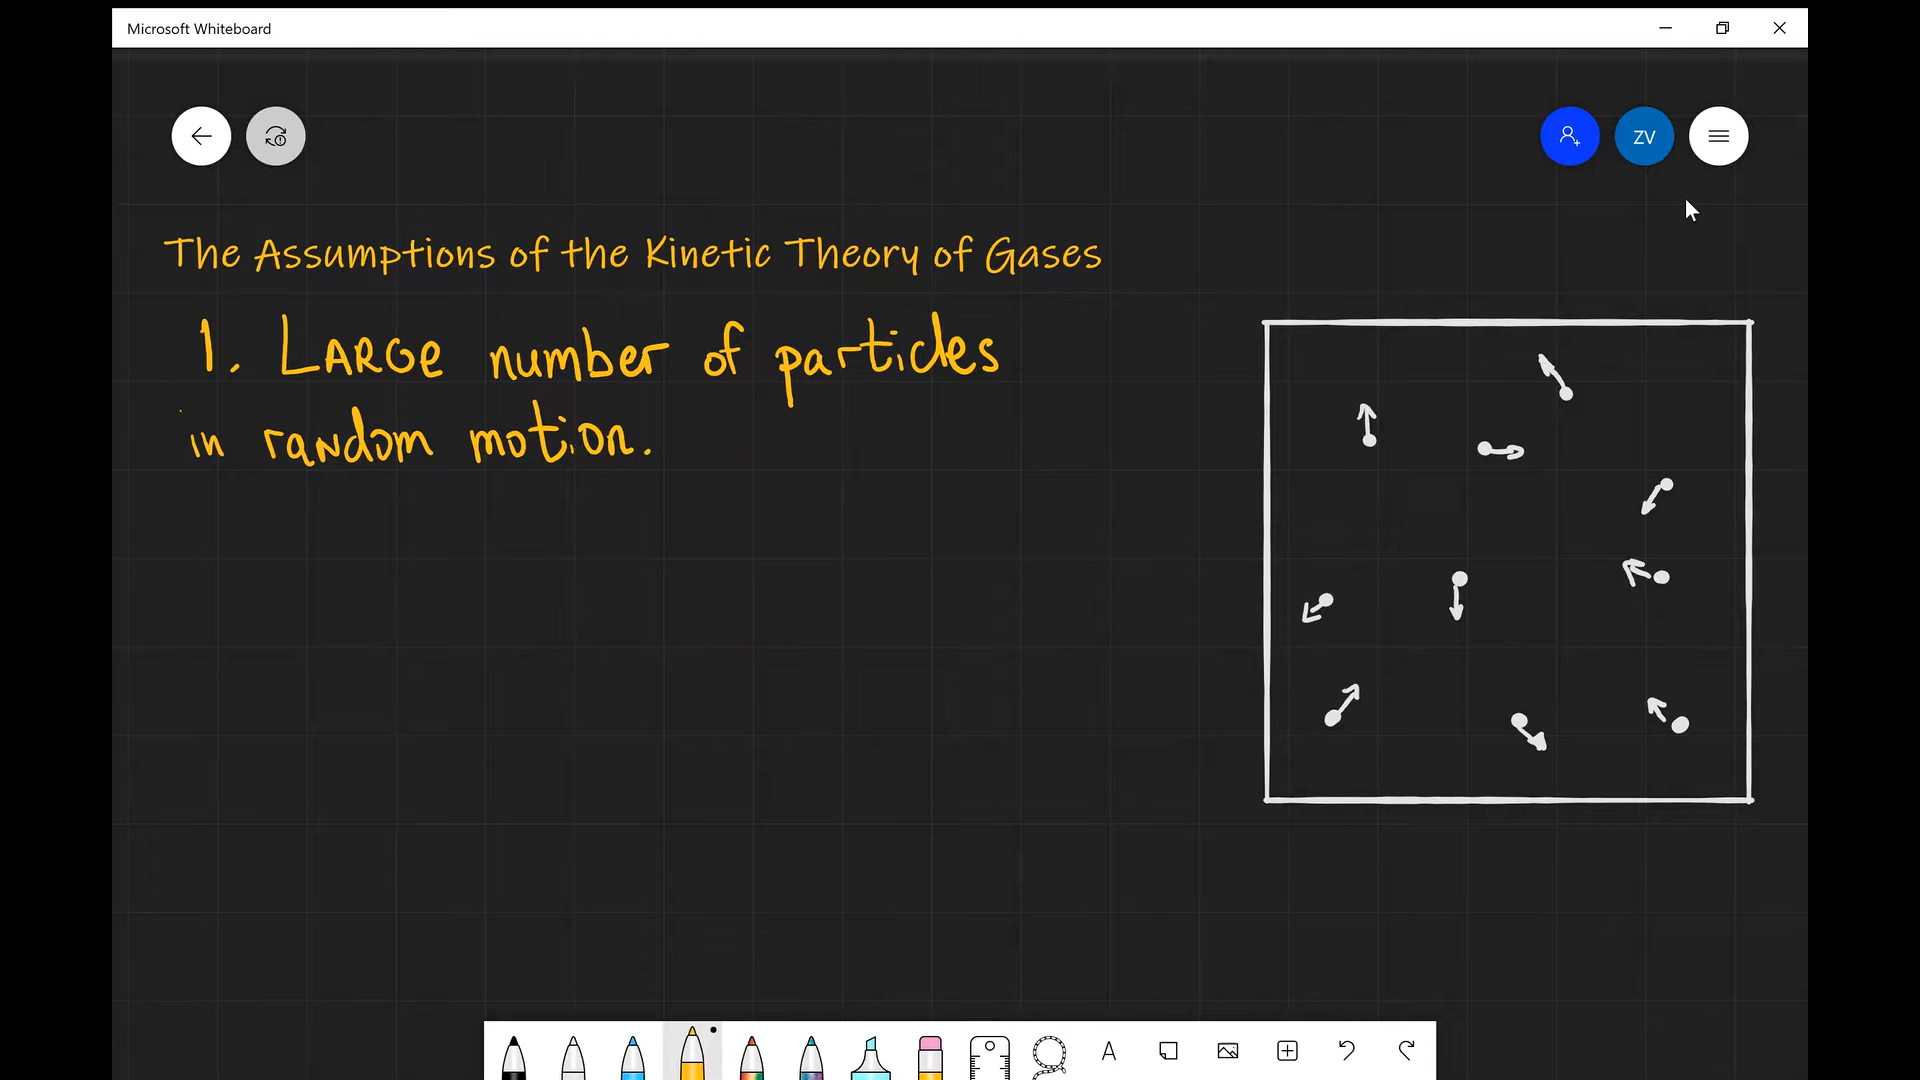 Microsoft Whiteboard
ZV
The Assumptions of the Kinetic Theory of Gases
1. LARGE number of particles
in random motion.
A